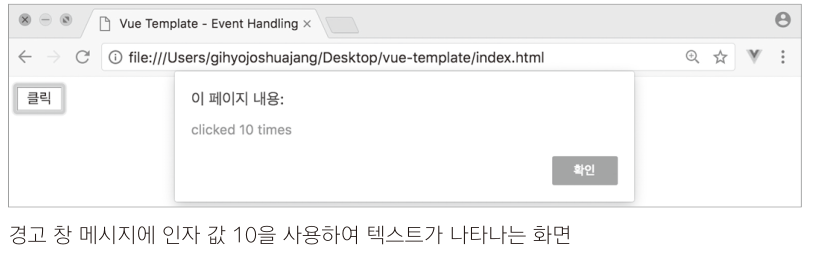 Vue Template - Event Handling ×
file:///Users/gihyojoshuajang/Desktop/vue-template/index.html
클릭
이 페이지 내용:
clicked 10 times
확인
경고 창 메시지에 인자 값 10을 사용하여 텍스트가 나타나는 화면